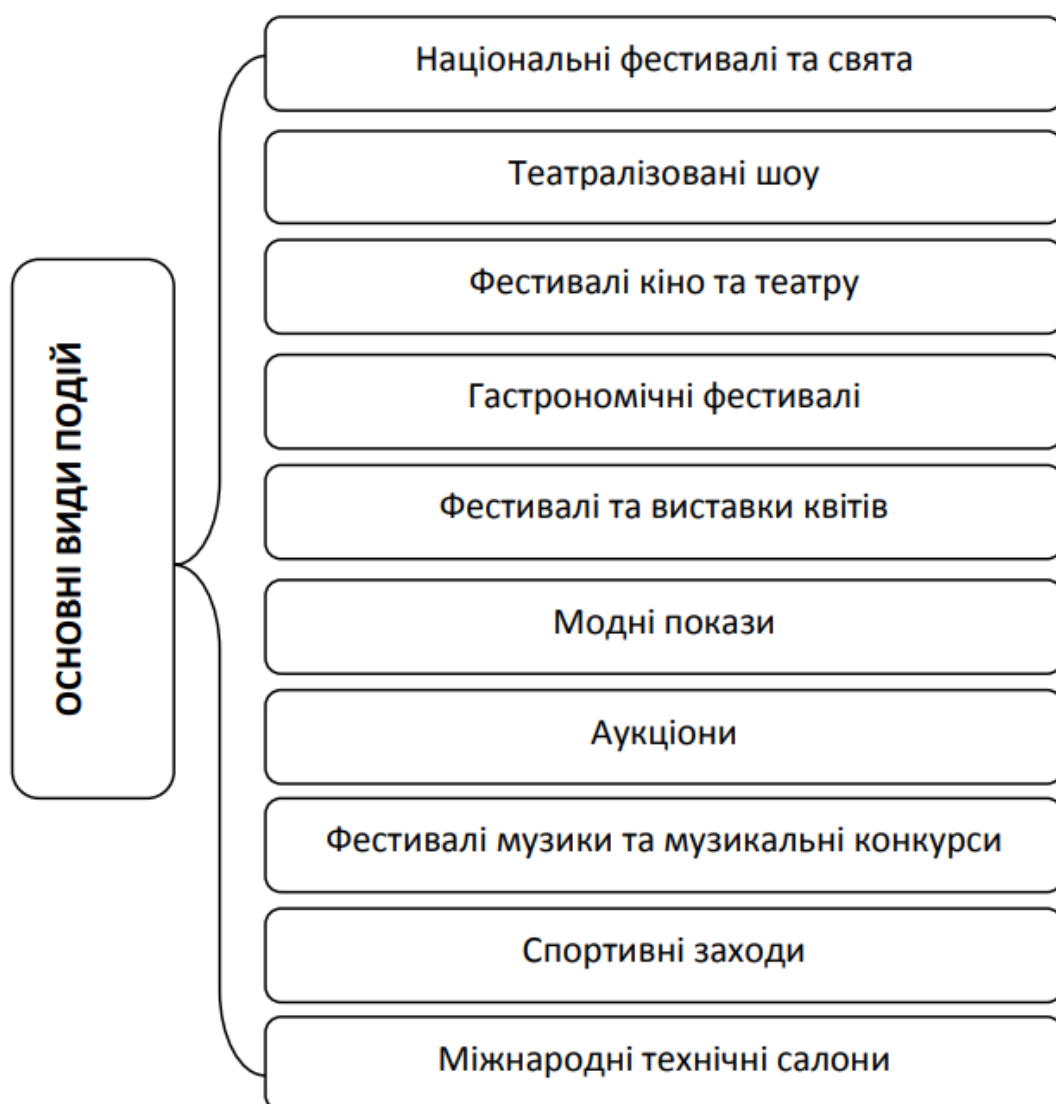 ОСНОВНІ ВИДИ ПОДІЙ
Національні фестивалі та свята
Театралізовані шоу
Фестивалі кіно та театру
Гастрономічні фестивалі
Фестивалі та виставки квітів
Модні покази
Аукціони
Фестивалі музики та музикальні конкурси
Спортивні заходи
Міжнародні технічні салони